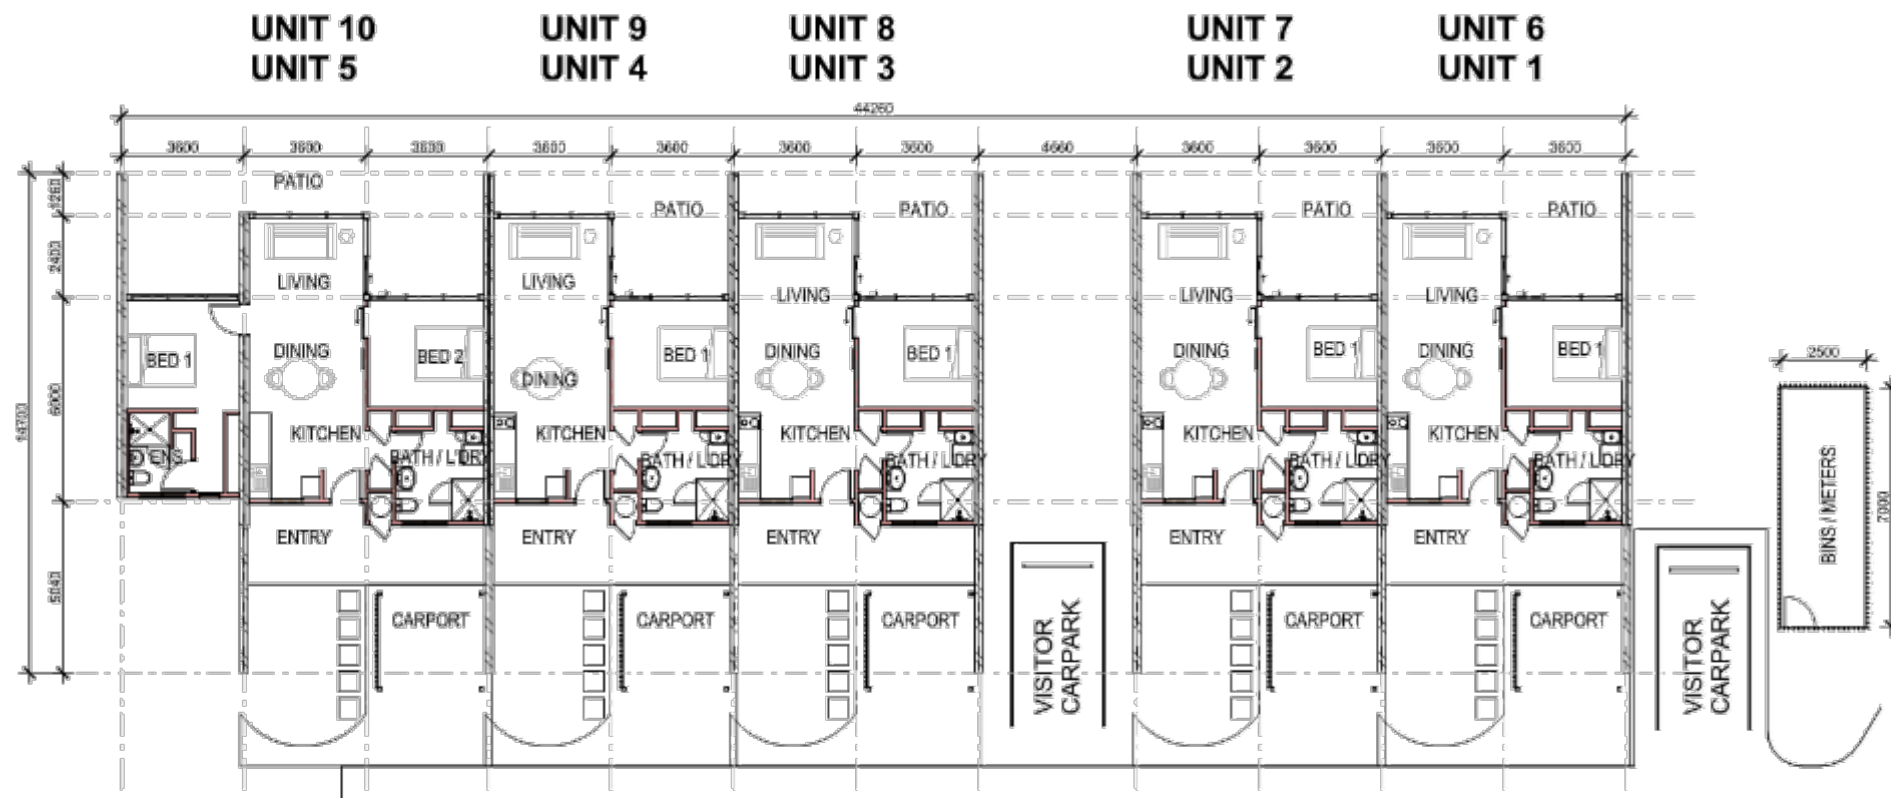 UNIT 10 UNIT 9 UNIT 8 UNIT 7 UNIT 6
UNIT 5 UNIT 4 UNIT 3 UNIT 2 UNIT 1
44260
3600 3600 3600 3600 3600 3600 4660 3600 3600 3600 3600
PATIO
PATIO PATIO PATIO PATIO
2400
LIVING LIVING
LIVING LIVING LIVING
BED 1 DINING BED 2 BED 1 DINING BED 1 DINING BED 1 DINING BED 1
2500
DINING
6000
14700
KITCHEN KITCHEN KITCHEN KITCHEN KITCHEN
ENS BATH / L'DRY BATH / L'DRY BATH / L'DRY BATH / L'DRY BATH / L'DRY
BINS / METERS
7000
ENTRY ENTRY ENTRY ENTRY ENTRY
5040
CARPORT CARPORT CARPORT CARPORT CARPORT
VISITOR
CARPARK
VISITOR
CARPARK